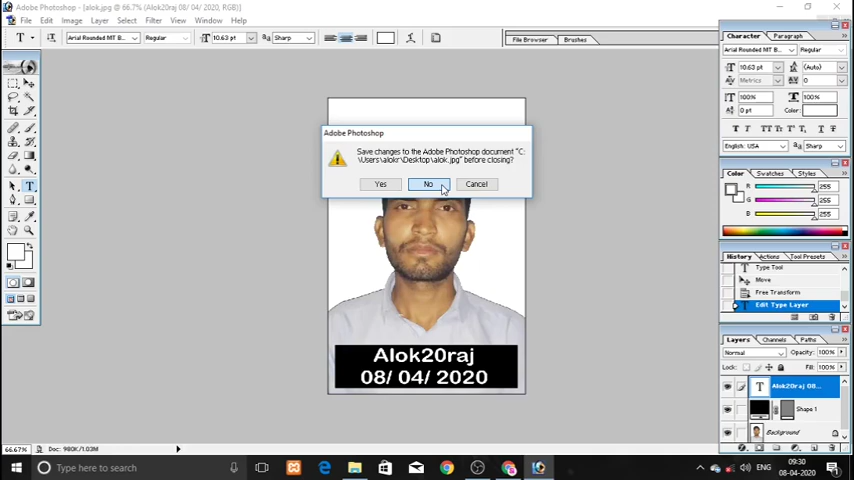 Adobe Photoshop - [alok.jpg @ 66.7% (Alok20raj 08/ 04/ 2020, RGB)]
File Edit Image Layer Select Filter View Window Help
Arial Rounded MT B... Regular 10.63 pt Sharp File Browser Brushes
Character Paragraph
Arial Rounded MT B... Regular
10.63 pt (Auto)
Metrics 0
100% 100%
0 pt Color:
T T TT Tr T T T T
English: USA Sharp
Color Swatches Styles
R 255
G 255
B 255
History Actions Tool Presets
Type Tool
Move
Free Transform
Edit Type Layer
Layers Channels Paths
Normal Opacity: 100%
Lock: Fill: 100%
T Alok20raj 08...
Shape 1
Background
Adobe Photoshop
Save changes to the Adobe Photoshop document "C:
\Users\alokr\Desktop\alok.jpg" before closing?
Yes No Cancel
Alok20raj
08/ 04/ 2020
66.67% Doc: 980K/1.03M
Type here to search
ENG 09:30
08-04-2020